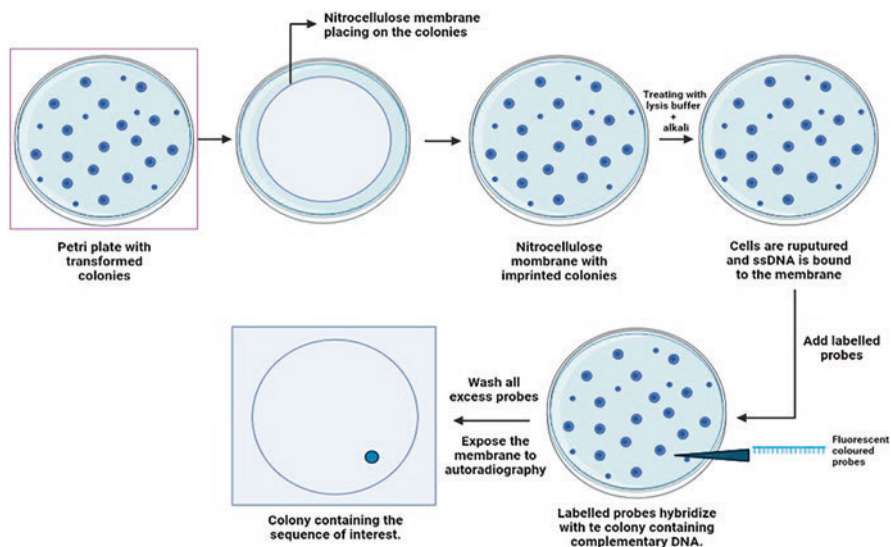 Nitrocellulose membrane
placing on the colonies
Treating with
lysis buffer
+
alkali
Petri plate with
transformed
colonies
Nitrocellulose
mombrane with
imprinted colonies
Cells are ruputured
and ssDNA is bound
to the membrane
Add labelled
probes
Fluorescent
coloured
probes
Labelled probes hybridize
with te colony containing
complementary DNA.
Wash all
excess probes
Expose the
membrane to
autoradiography
Colony containing the
sequence of interest.